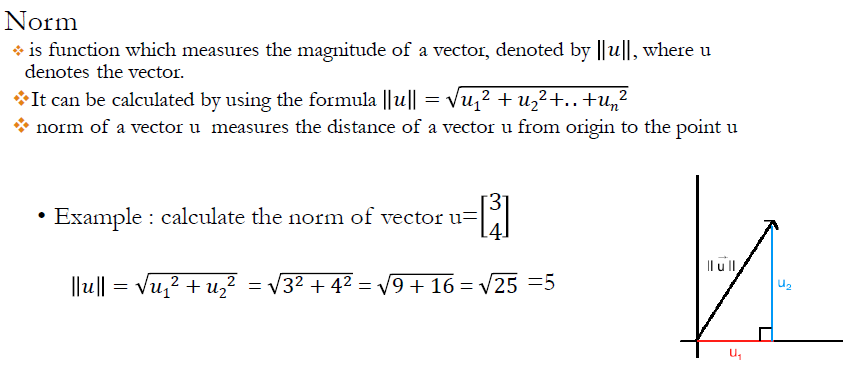 Norm
❖ is function which measures the magnitude of a vector, denoted by ‖u‖, where u
denotes the vector.
❖It can be calculated by using the formula ‖u‖ = √(u₁² + u₂²+..+uₙ²)
❖ norm of a vector u measures the distance of a vector u from origin to the point u
• Example : calculate the norm of vector u=[3
4]
‖u‖ = √(u₁² + u₂²) = √(3² + 4²) = √(9 + 16) = √25 =5
‖ u⃗ ‖
u₂
u₁